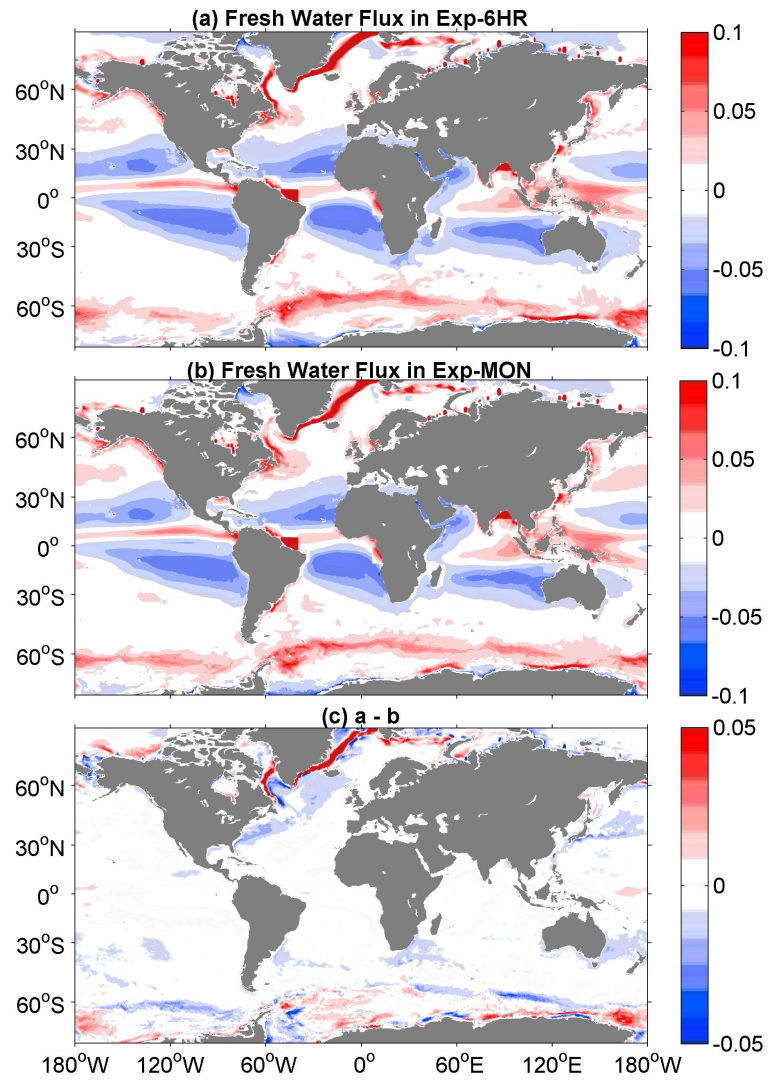 (a) Fresh Water Flux in Exp-6HR
60°N
30°N
0°
30°S
60°S
0.1
0.05
0
-0.05
-0.1
(b) Fresh Water Flux in Exp-MON
60°N
30°N
0°
30°S
60°S
0.1
0.05
0
-0.05
-0.1
(c) a - b
60°N
30°N
0°
30°S
60°S
0.05
0
-0.05
180°W 120°W 60°W 0° 60°E 120°E 180°W